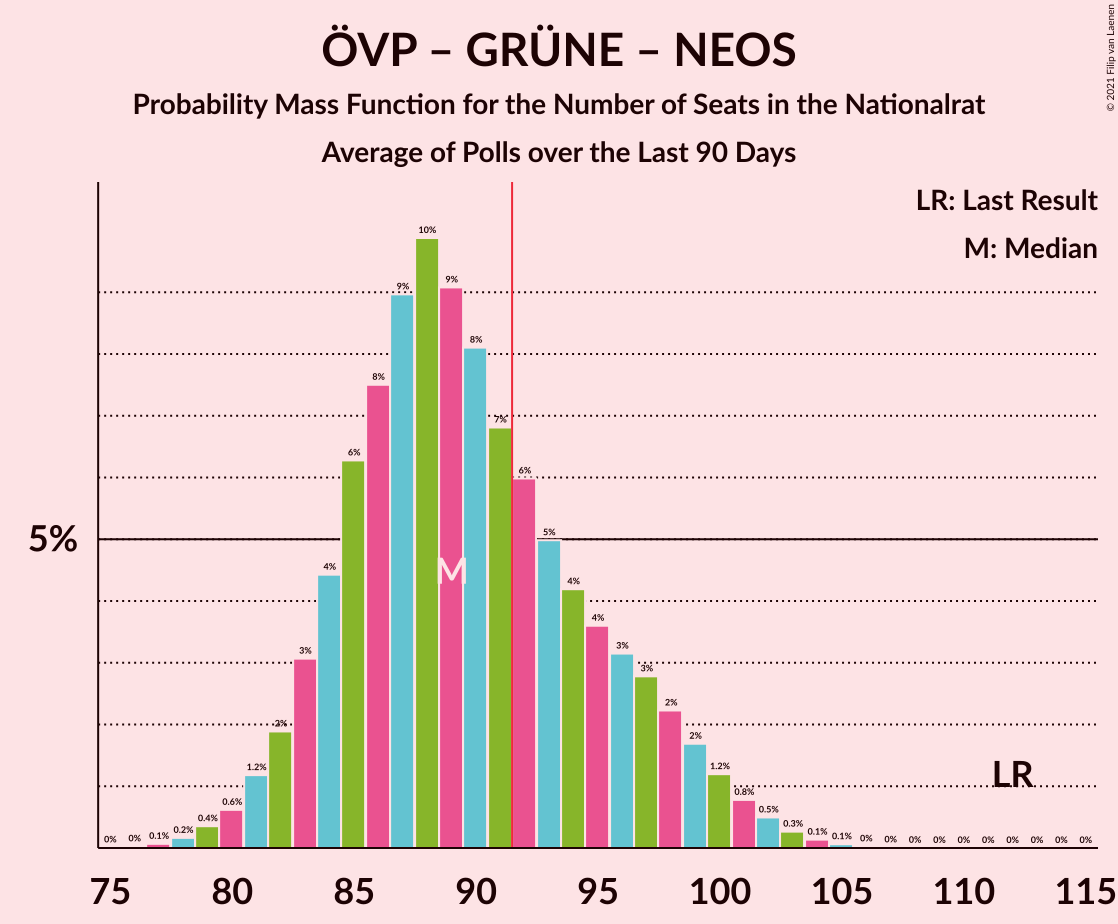 ÖVP – GRÜNE – NEOS
Probability Mass Function for the Number of Seats in the Nationalrat
Average of Polls over the Last 90 Days
© 2021 Filip van Laenen
LR: Last Result
M: Median
5%
0% 0% 0.1% 0.2% 0.4% 0.6% 1.2% 2% 3% 4% 6% 8% 9% 10% 9% 8% 7% 6% 5% 4% 4% 3% 3% 2% 2% 1.2% 0.8% 0.5% 0.3% 0.1% 0.1% 0% 0% 0% 0% 0% 0% 0% 0% 0% 0%
M
LR
75 80 85 90 95 100 105 110 115